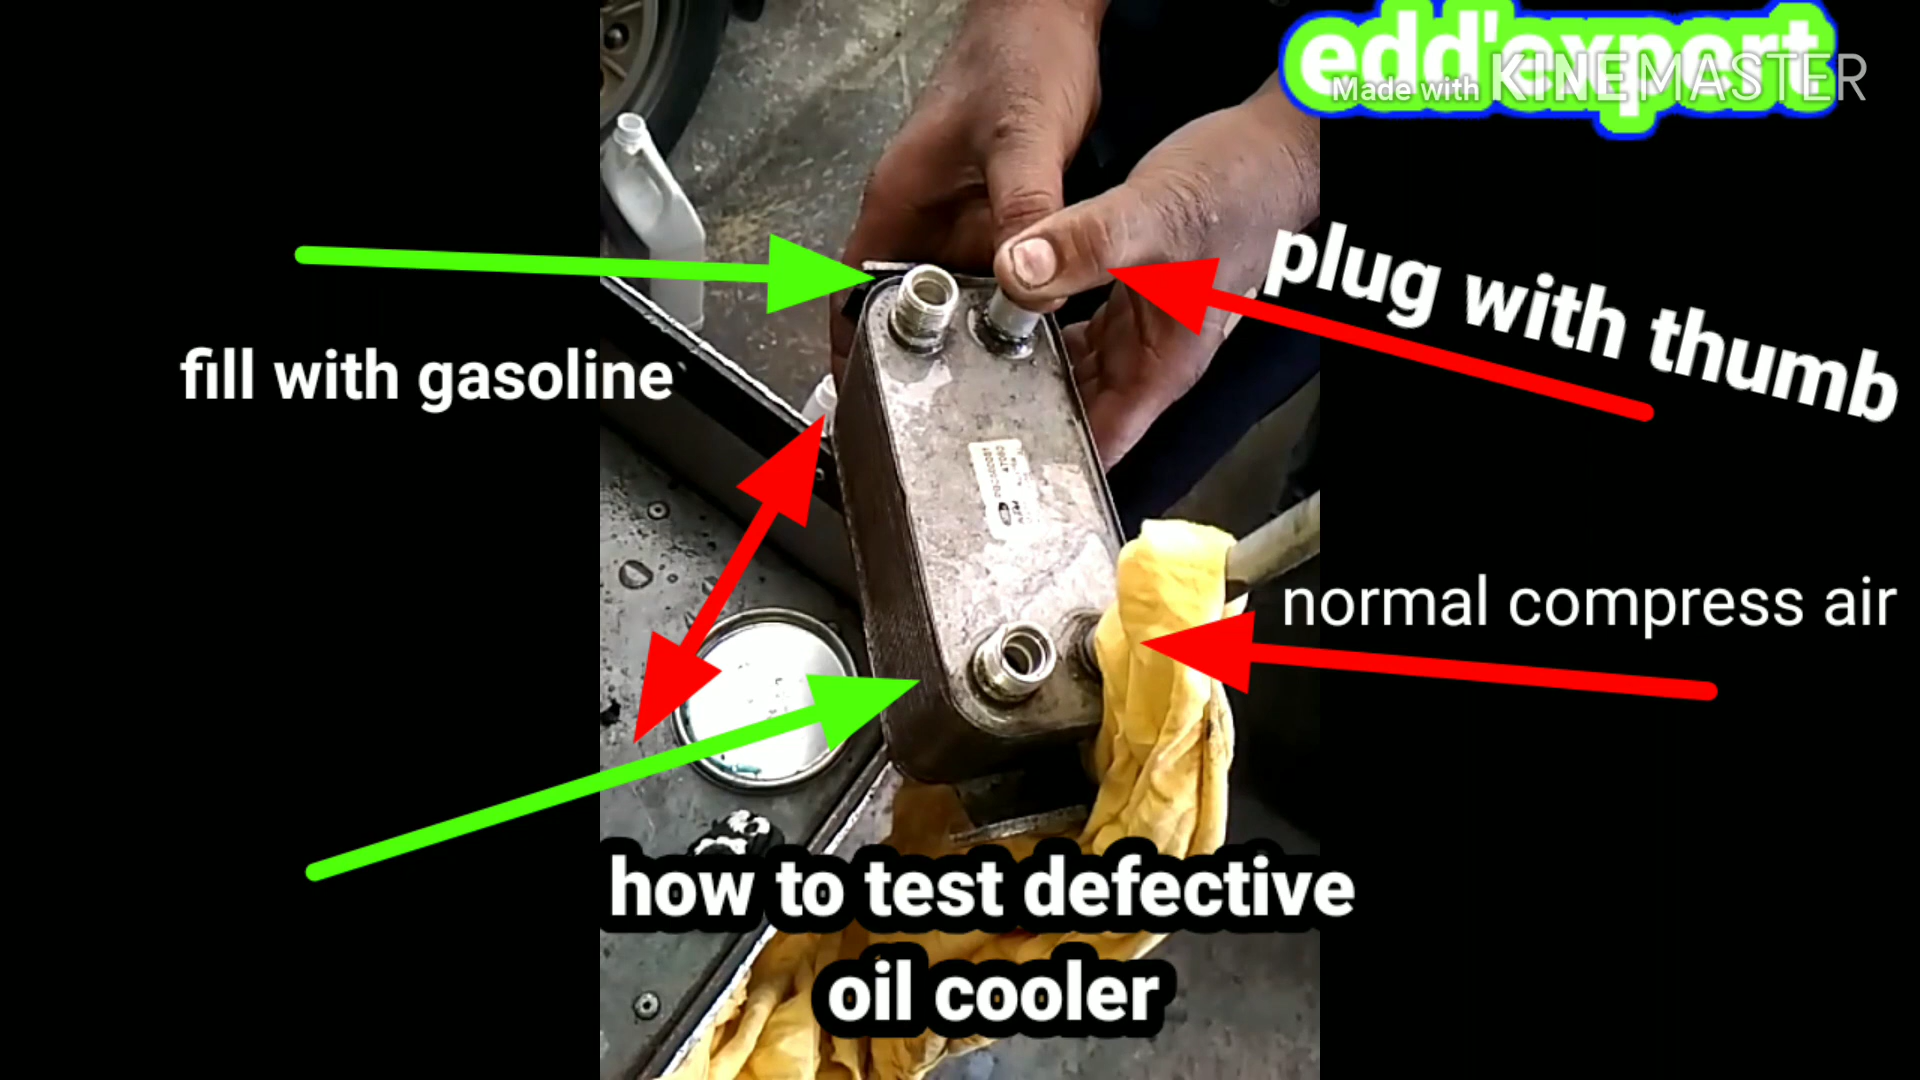 edd'expert
Made with KINEMASTER
plug with thumb
fill with gasoline
normal compress air
how to test defective
oil cooler